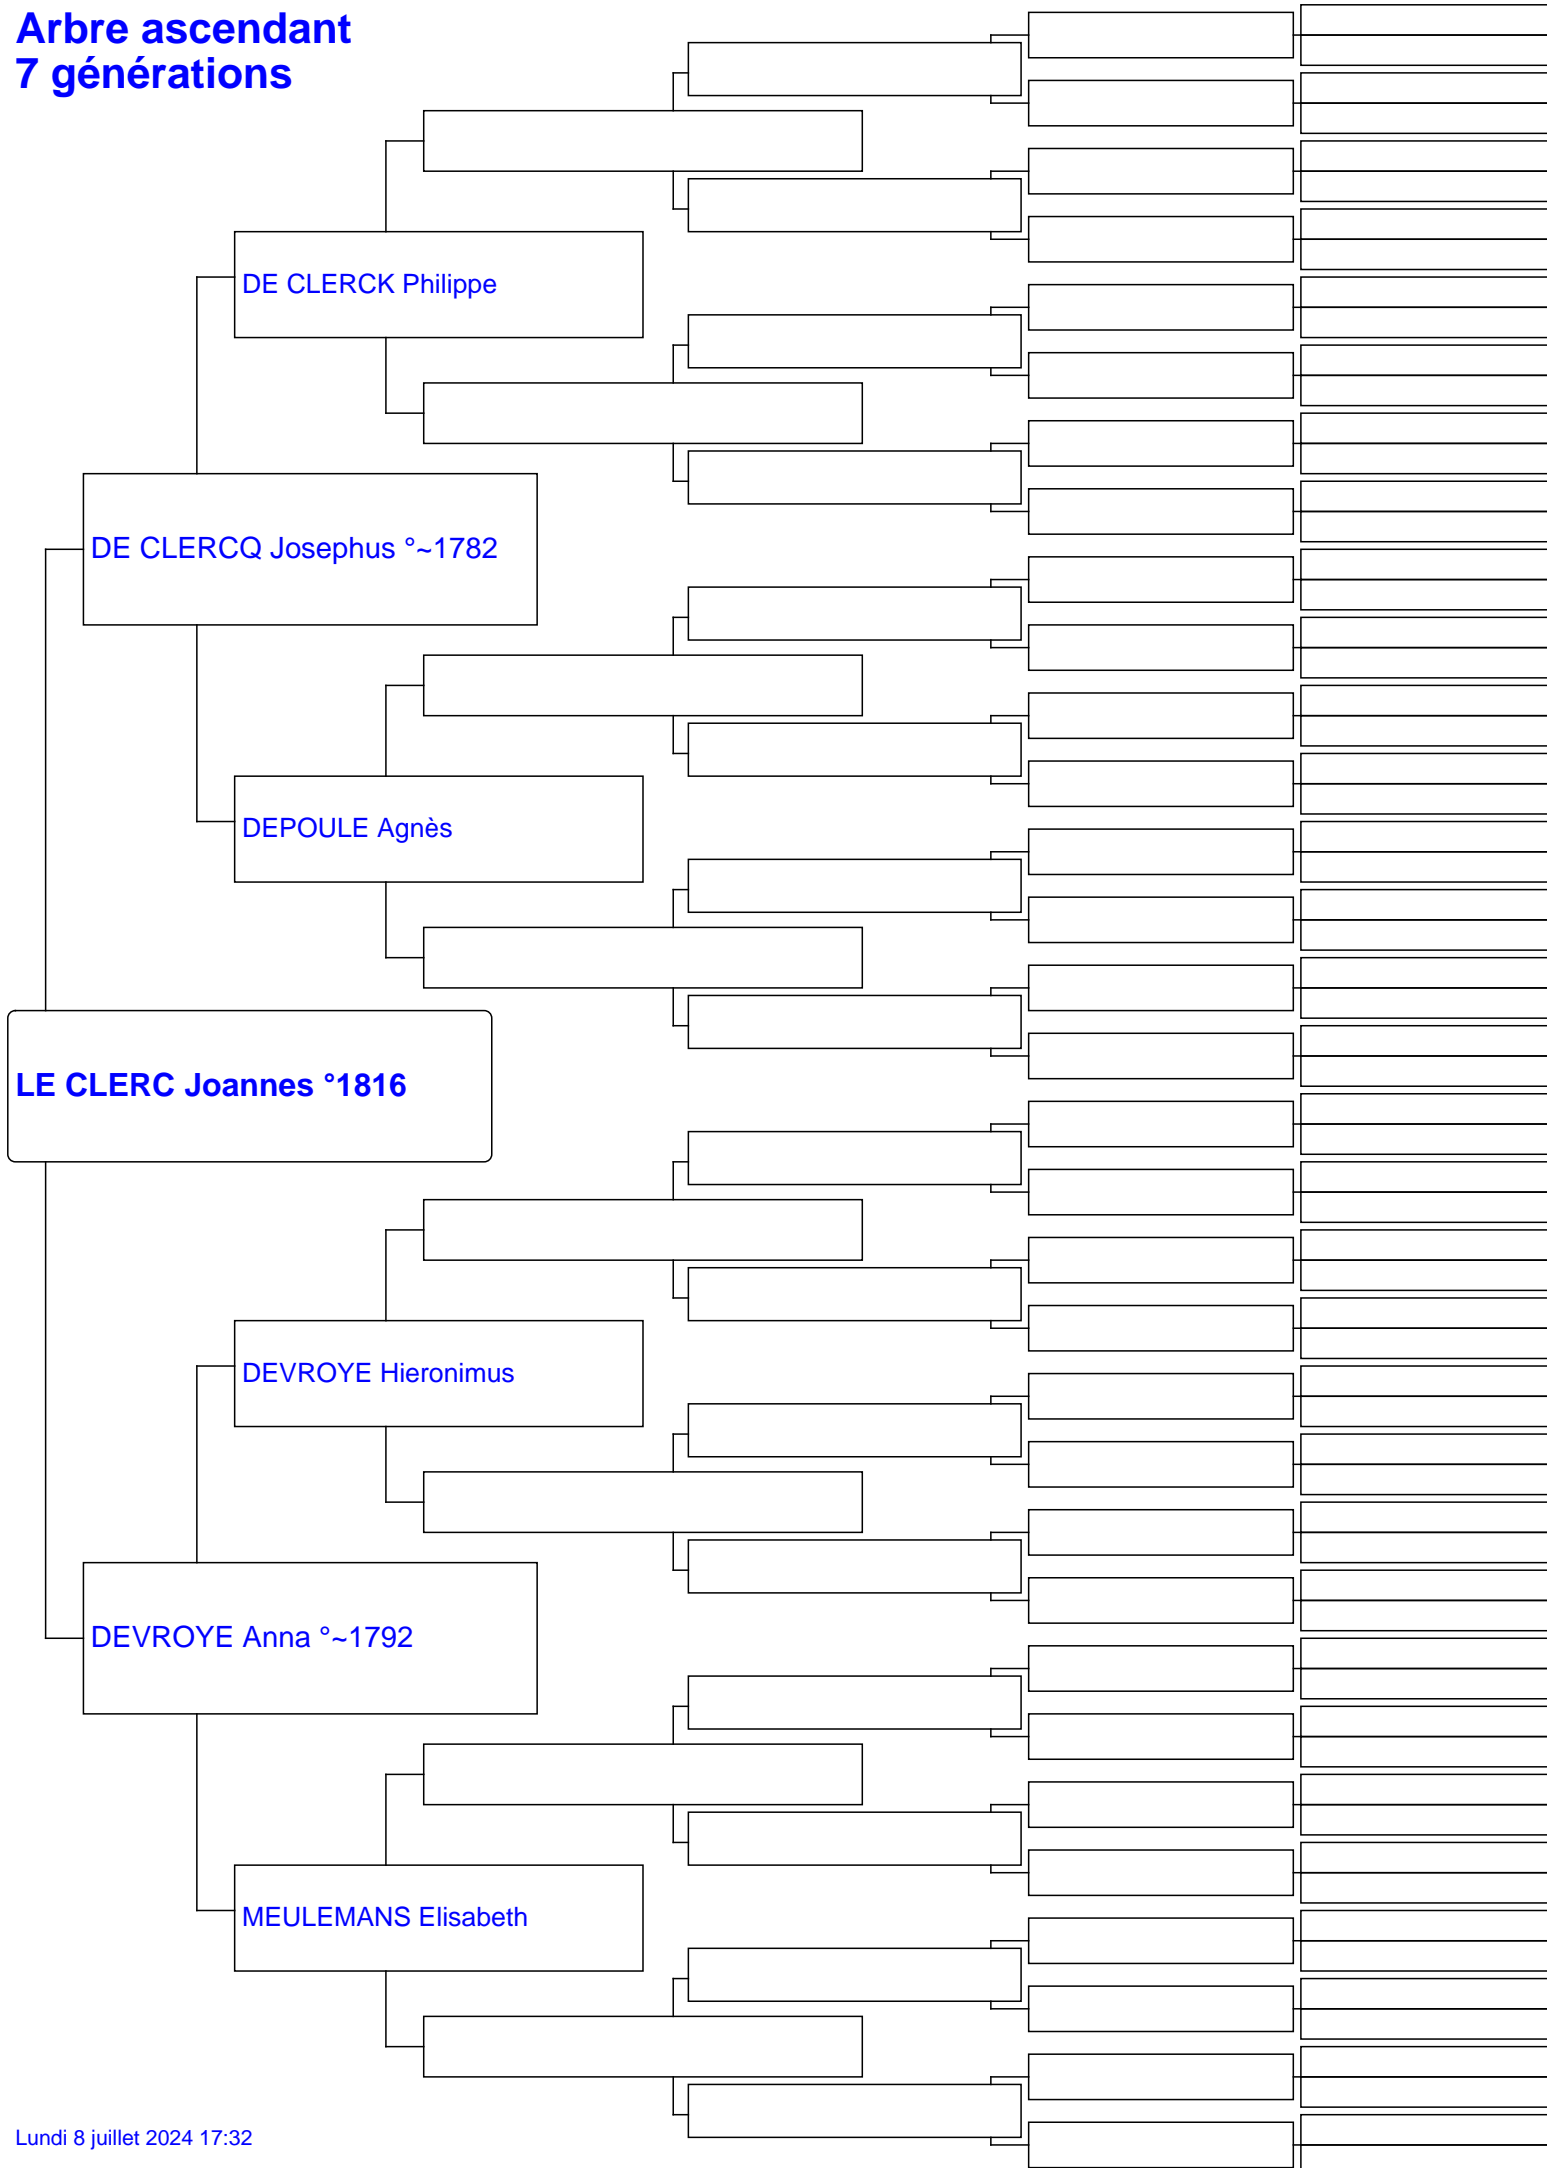 Arbre ascendant
7 générations
DE CLERCK Philippe
DE CLERCQ Josephus °~1782
DEPOULE Agnès
LE CLERC Joannes °1816
DEVROYE Hieronimus
DEVROYE Anna °~1792
MEULEMANS Elisabeth
Lundi 8 juillet 2024 17:32